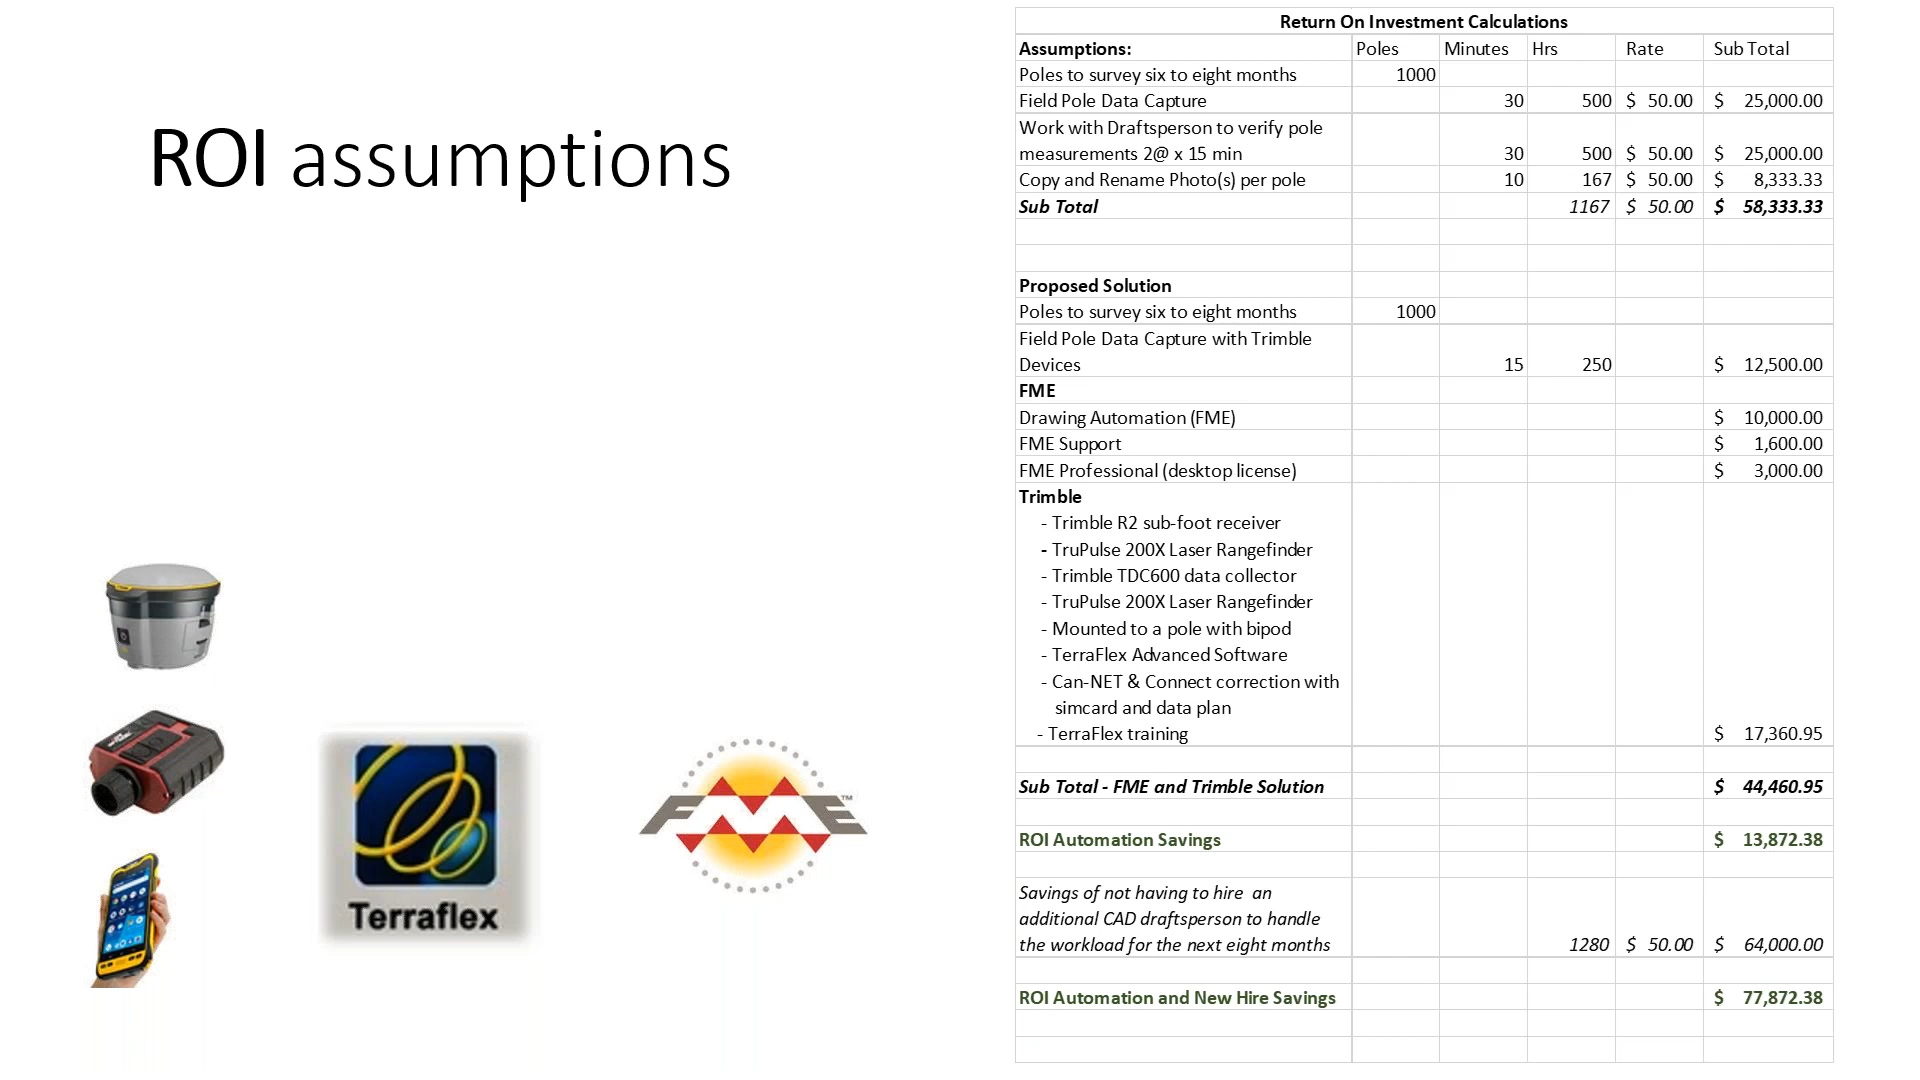 ROI assumptions
Return On Investment Calculations
Assumptions: Poles Minutes Hrs Rate Sub Total
Poles to survey six to eight months 1000
Field Pole Data Capture 30 500 $ 50.00 $ 25,000.00
Work with Draftsperson to verify pole
measurements 2@ x 15 min 30 500 $ 50.00 $ 25,000.00
Copy and Rename Photo(s) per pole 10 167 $ 50.00 $ 8,333.33
Sub Total 1167 $ 50.00 $ 58,333.33
Proposed Solution
Poles to survey six to eight months 1000
Field Pole Data Capture with Trimble
Devices 15 250 $ 12,500.00
FME
Drawing Automation (FME) $ 10,000.00
FME Support $ 1,600.00
FME Professional (desktop license) $ 3,000.00
Trimble
- Trimble R2 sub-foot receiver
- TruPulse 200X Laser Rangefinder
- Trimble TDC600 data collector
- TruPulse 200X Laser Rangefinder
- Mounted to a pole with bipod
- TerraFlex Advanced Software
- Can-NET & Connect correction with
simcard and data plan
- TerraFlex training $ 17,360.95
Sub Total - FME and Trimble Solution $ 44,460.95
ROI Automation Savings $ 13,872.38
Savings of not having to hire an
additional CAD draftsperson to handle
the workload for the next eight months 1280 $ 50.00 $ 64,000.00
ROI Automation and New Hire Savings $ 77,872.38
Terraflex
FME™